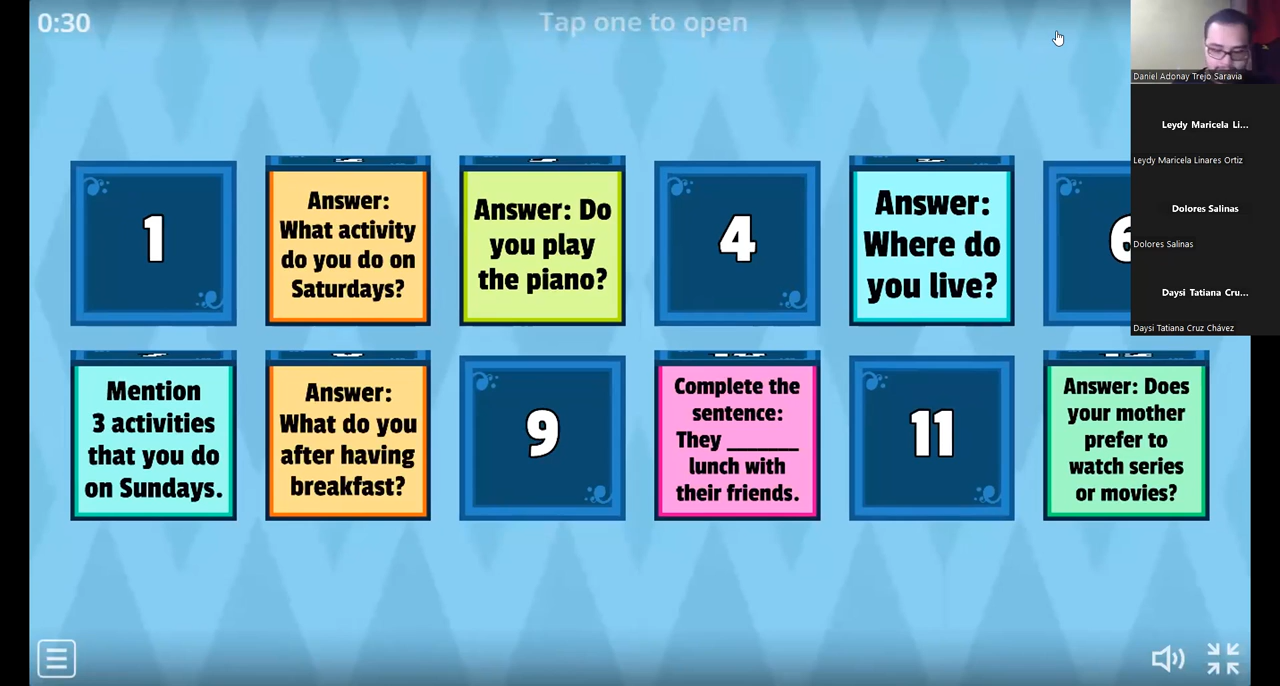 0:30
Tap one to open
Daniel Adonay Trejo Saravia
Leydy Maricela Li...
Leydy Maricela Linares Ortiz
Dolores Salinas
Dolores Salinas
Daysi Tatiana Cru...
Daysi Tatiana Cruz Chávez
1
Answer:
What activity
do you do on
Saturdays?
Answer: Do
you play
the piano?
4
Answer:
Where do
you live?
6
Mention
3 activities
that you do
on Sundays.
Answer:
What do you
after having
breakfast?
9
Complete the
sentence:
They ______
lunch with
their friends.
11
Answer: Does
your mother
prefer to
watch series
or movies?